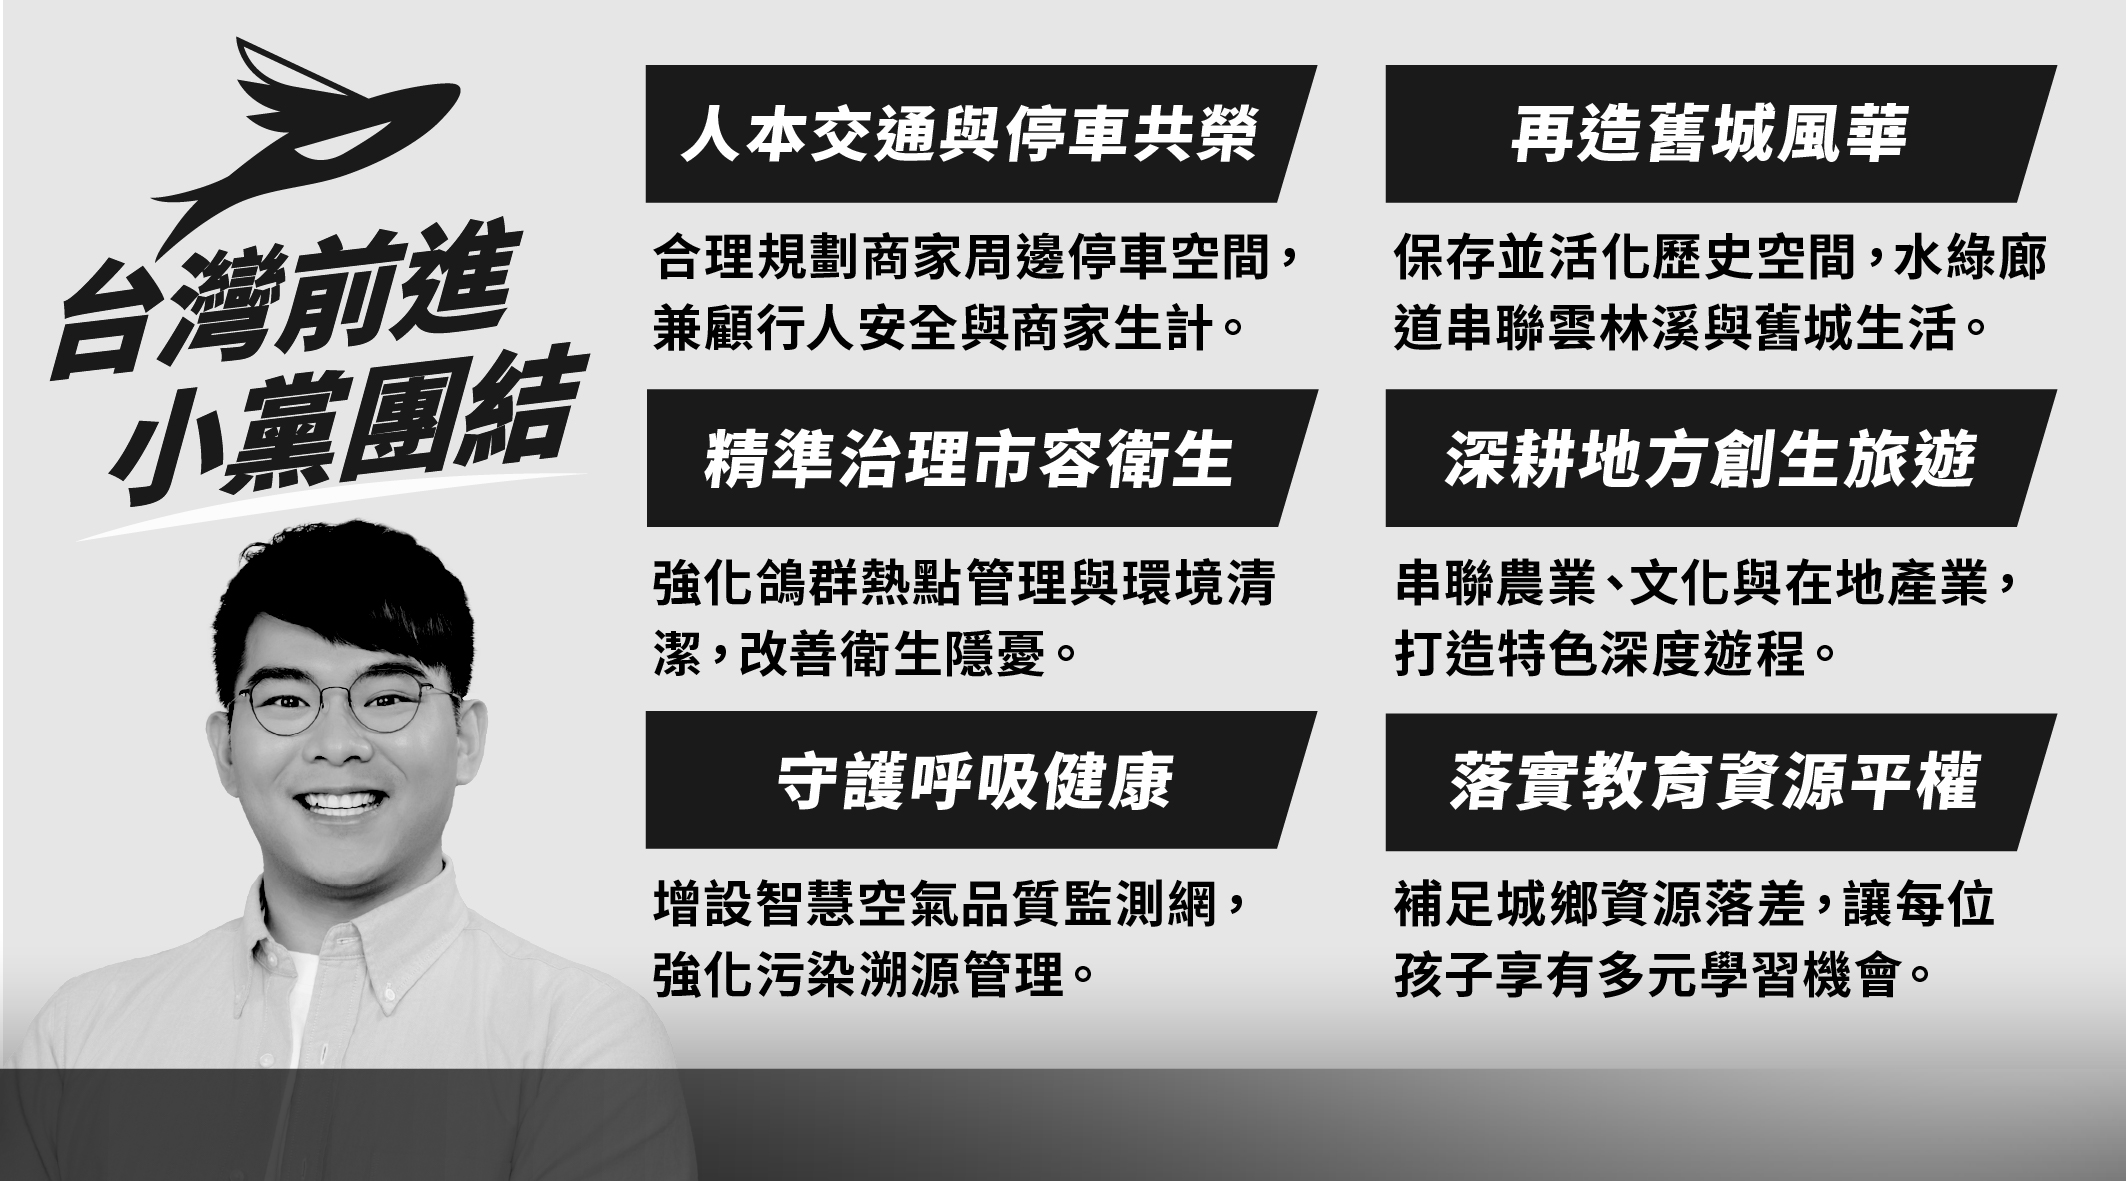 台灣前進
小黨團結
人本交通與停車共榮
合理規劃商家周邊停車空間，
兼顧行人安全與商家生計。
精準治理市容衛生
強化鴿群熱點管理與環境清
潔，改善衛生隱憂。
守護呼吸健康
增設智慧空氣品質監測網，
強化污染溯源管理。
再造舊城風華
保存並活化歷史空間，水綠廊
道串聯雲林溪與舊城生活。
深耕地方創生旅遊
串聯農業、文化與在地產業，
打造特色深度遊程。
落實教育資源平權
補足城鄉資源落差，讓每位
孩子享有多元學習機會。